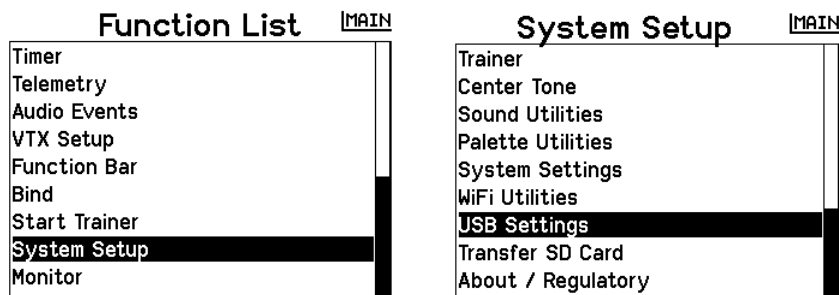 Function List
MAIN
Timer
Telemetry
Audio Events
VTX Setup
Function Bar
Bind
Start Trainer
System Setup
Monitor
System Setup
MAIN
Trainer
Center Tone
Sound Utilities
Palette Utilities
System Settings
WiFi Utilities
USB Settings
Transfer SD Card
About / Regulatory